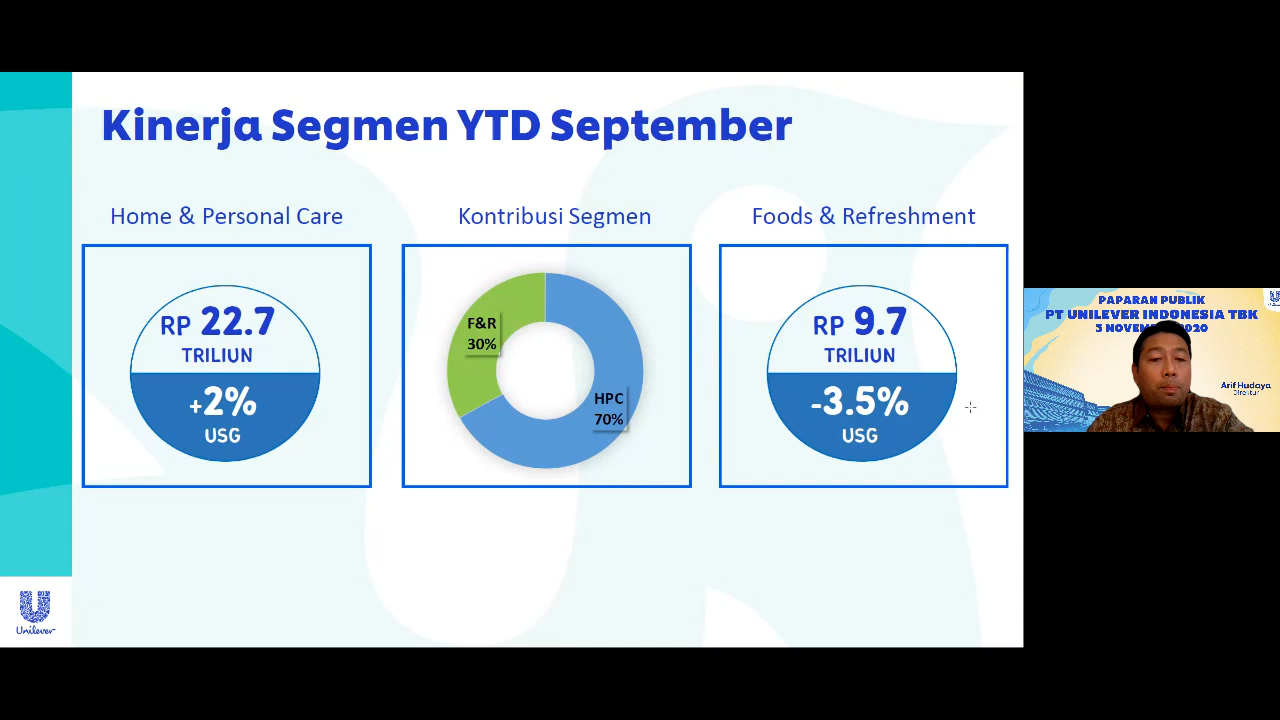 Kinerja Segmen YTD September
Home & Personal Care
RP 22.7
TRILIUN
+2%
USG
Kontribusi Segmen
F&R
30%
HPC
70%
Foods & Refreshment
RP 9.7
TRILIUN
-3.5%
USG
Unilever
PAPARAN PUBLIK
PT UNILEVER INDONESIA TBK
3 NOVEM 2020
Arif Hudaya
Direktur